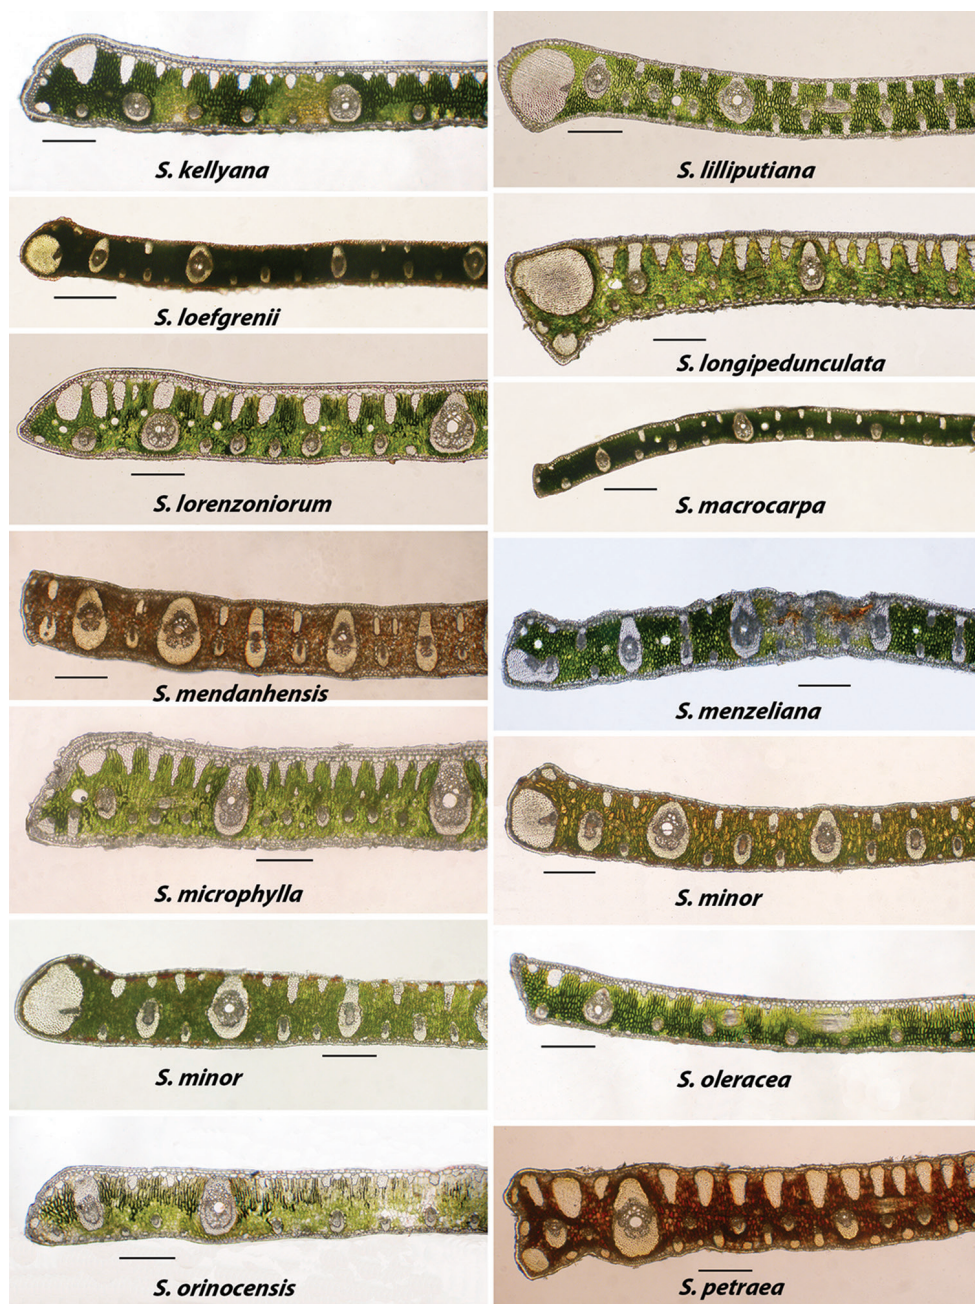 S. kellyana
S. lilliputiana
S. loefgrenii
S. longipedunculata
S. lorenzoniorum
S. macrocarpa
S. mendanhensis
S. menzeliana
S. microphylla
S. minor
S. minor
S. oleracea
S. orinocensis
S. petraea